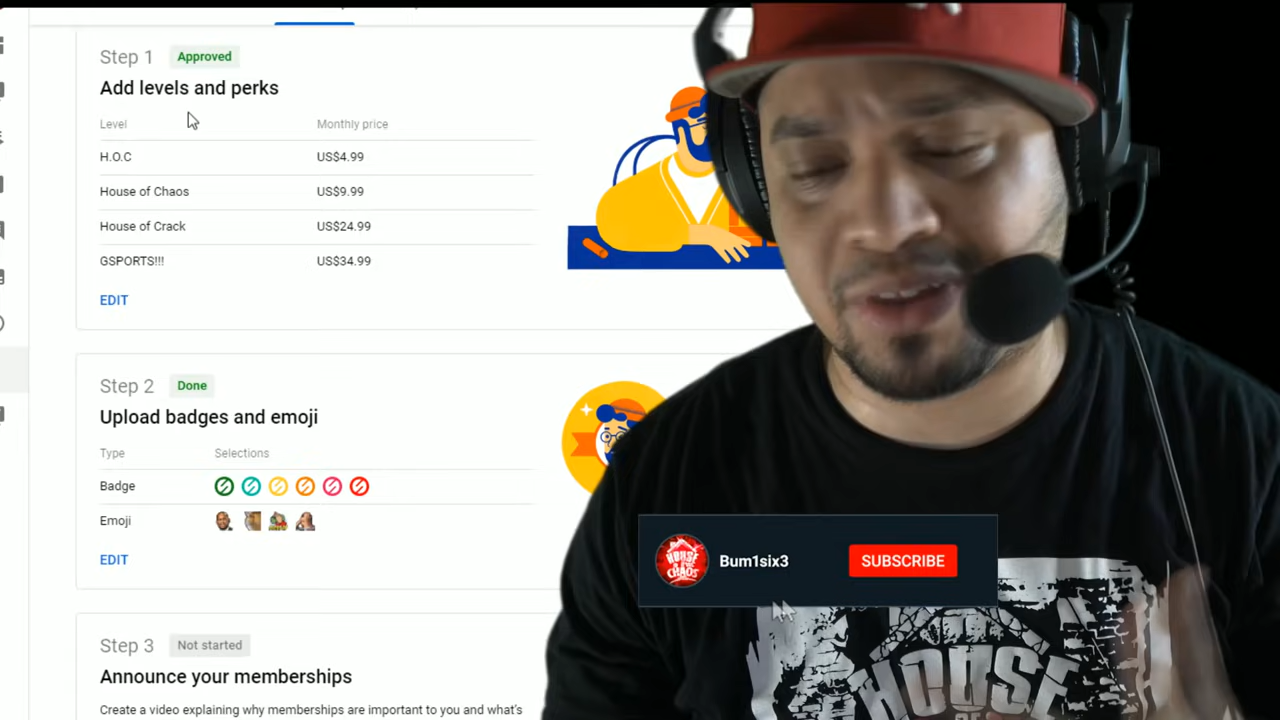 Step 1 Approved
Add levels and perks
Level Monthly price
H.O.C US$4.99
House of Chaos US$9.99
House of Crack US$24.99
GSPORTS!!! US$34.99
EDIT
Step 2 Done
Upload badges and emoji
Type Selections
Badge
Emoji
EDIT
HOUSE
CHAOS
Bum1six3
SUBSCRIBE
Step 3 Not started
Announce your memberships
Create a video explaining why memberships are important to you and what's
HOUSE